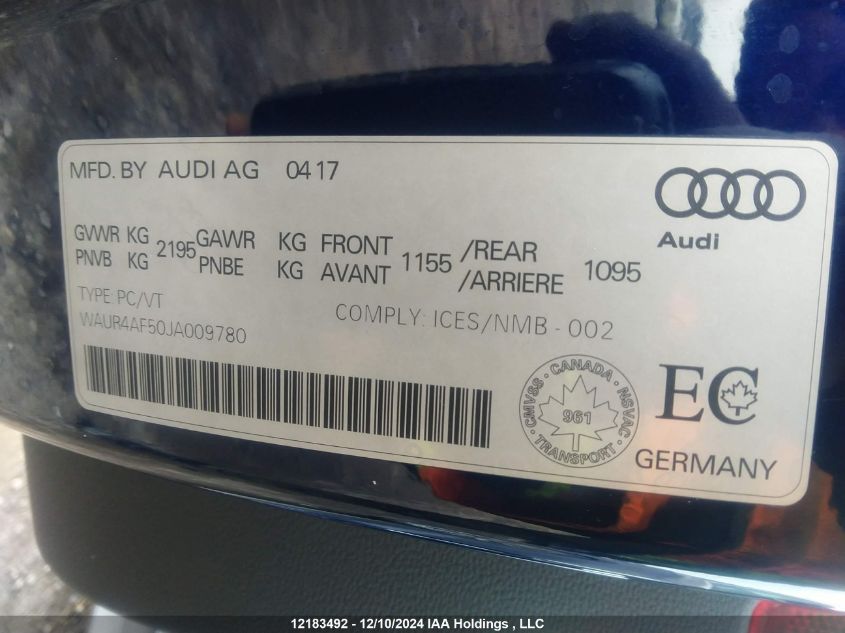 MFD. BY AUDI AG 04 17
Audi
GVWR KG 2195 GAWR KG FRONT 1155 /REAR 1095
PNVB KG PNBE KG AVANT /ARRIERE
TYPE: PC/VT
COMPLY: ICES/NMB - 002
WAUR4AF50JA009780
CANADA · NSVAC · TRANSPORT · CMVSS ·
961
EC
GERMANY
12183492 - 12/10/2024 IAA Holdings , LLC